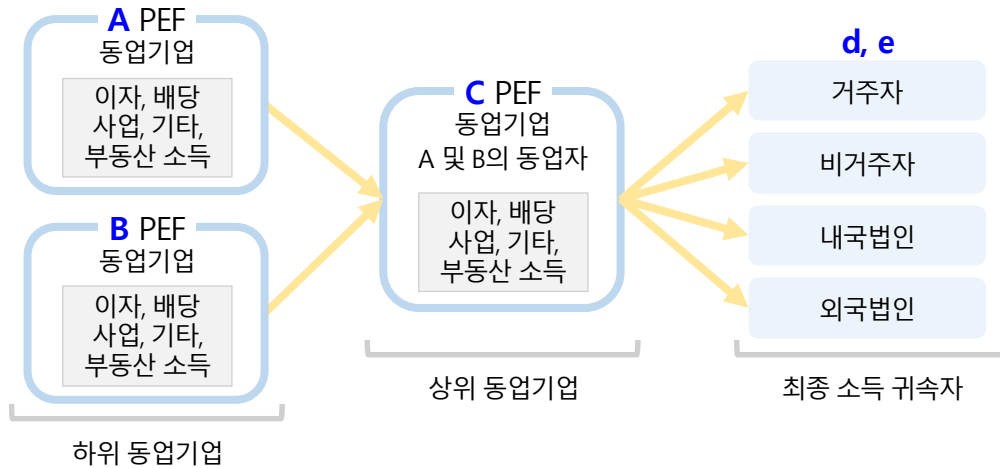 A PEF
동업기업
이자, 배당
사업, 기타,
부동산 소득
B PEF
동업기업
이자, 배당
사업, 기타,
부동산 소득
하위 동업기업
C PEF
동업기업
A 및 B의 동업자
이자, 배당
사업, 기타,
부동산 소득
상위 동업기업
d, e
거주자
비거주자
내국법인
외국법인
최종 소득 귀속자